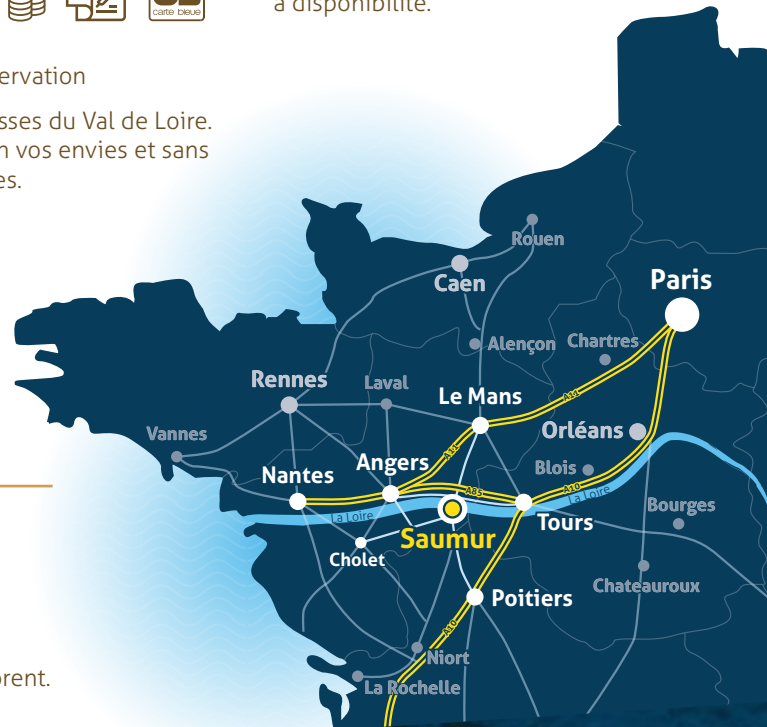 carte bleue
à disponibilité.
ervation
sses du Val de Loire.
n vos envies et sans
es.
Rouen
Caen
Paris
Alençon
Chartres
Rennes
Laval
Le Mans
A11
Vannes
Orléans
Angers
A11
Blois
Nantes
A85
A10
La Loire
La Loire
Bourges
Tours
Saumur
Cholet
Chateauroux
Poitiers
A10
Niort
La Rochelle
orent.